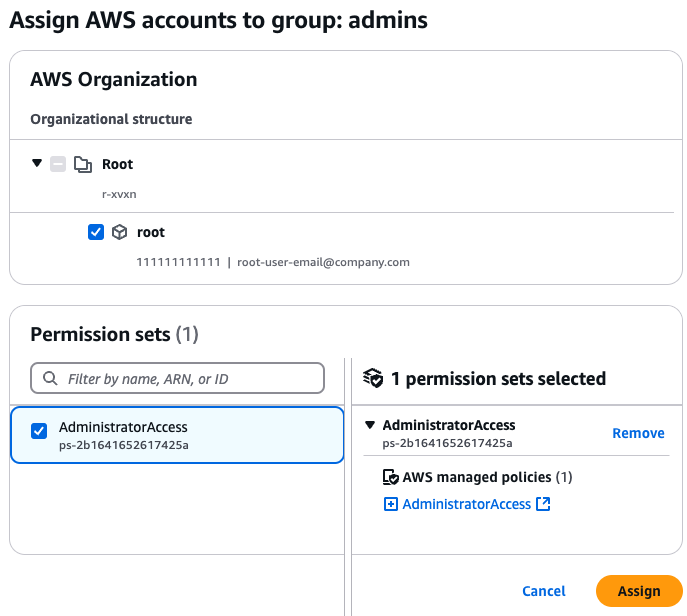 Assign AWS accounts to group: admins
AWS Organization
Organizational structure
Root
r-xvxn
root
111111111111 | root-user-email@company.com
Permission sets (1)
Filter by name, ARN, or ID
AdministratorAccess
ps-2b1641652617425a
1 permission sets selected
AdministratorAccess
ps-2b1641652617425a
Remove
AWS managed policies (1)
AdministratorAccess
Cancel
Assign